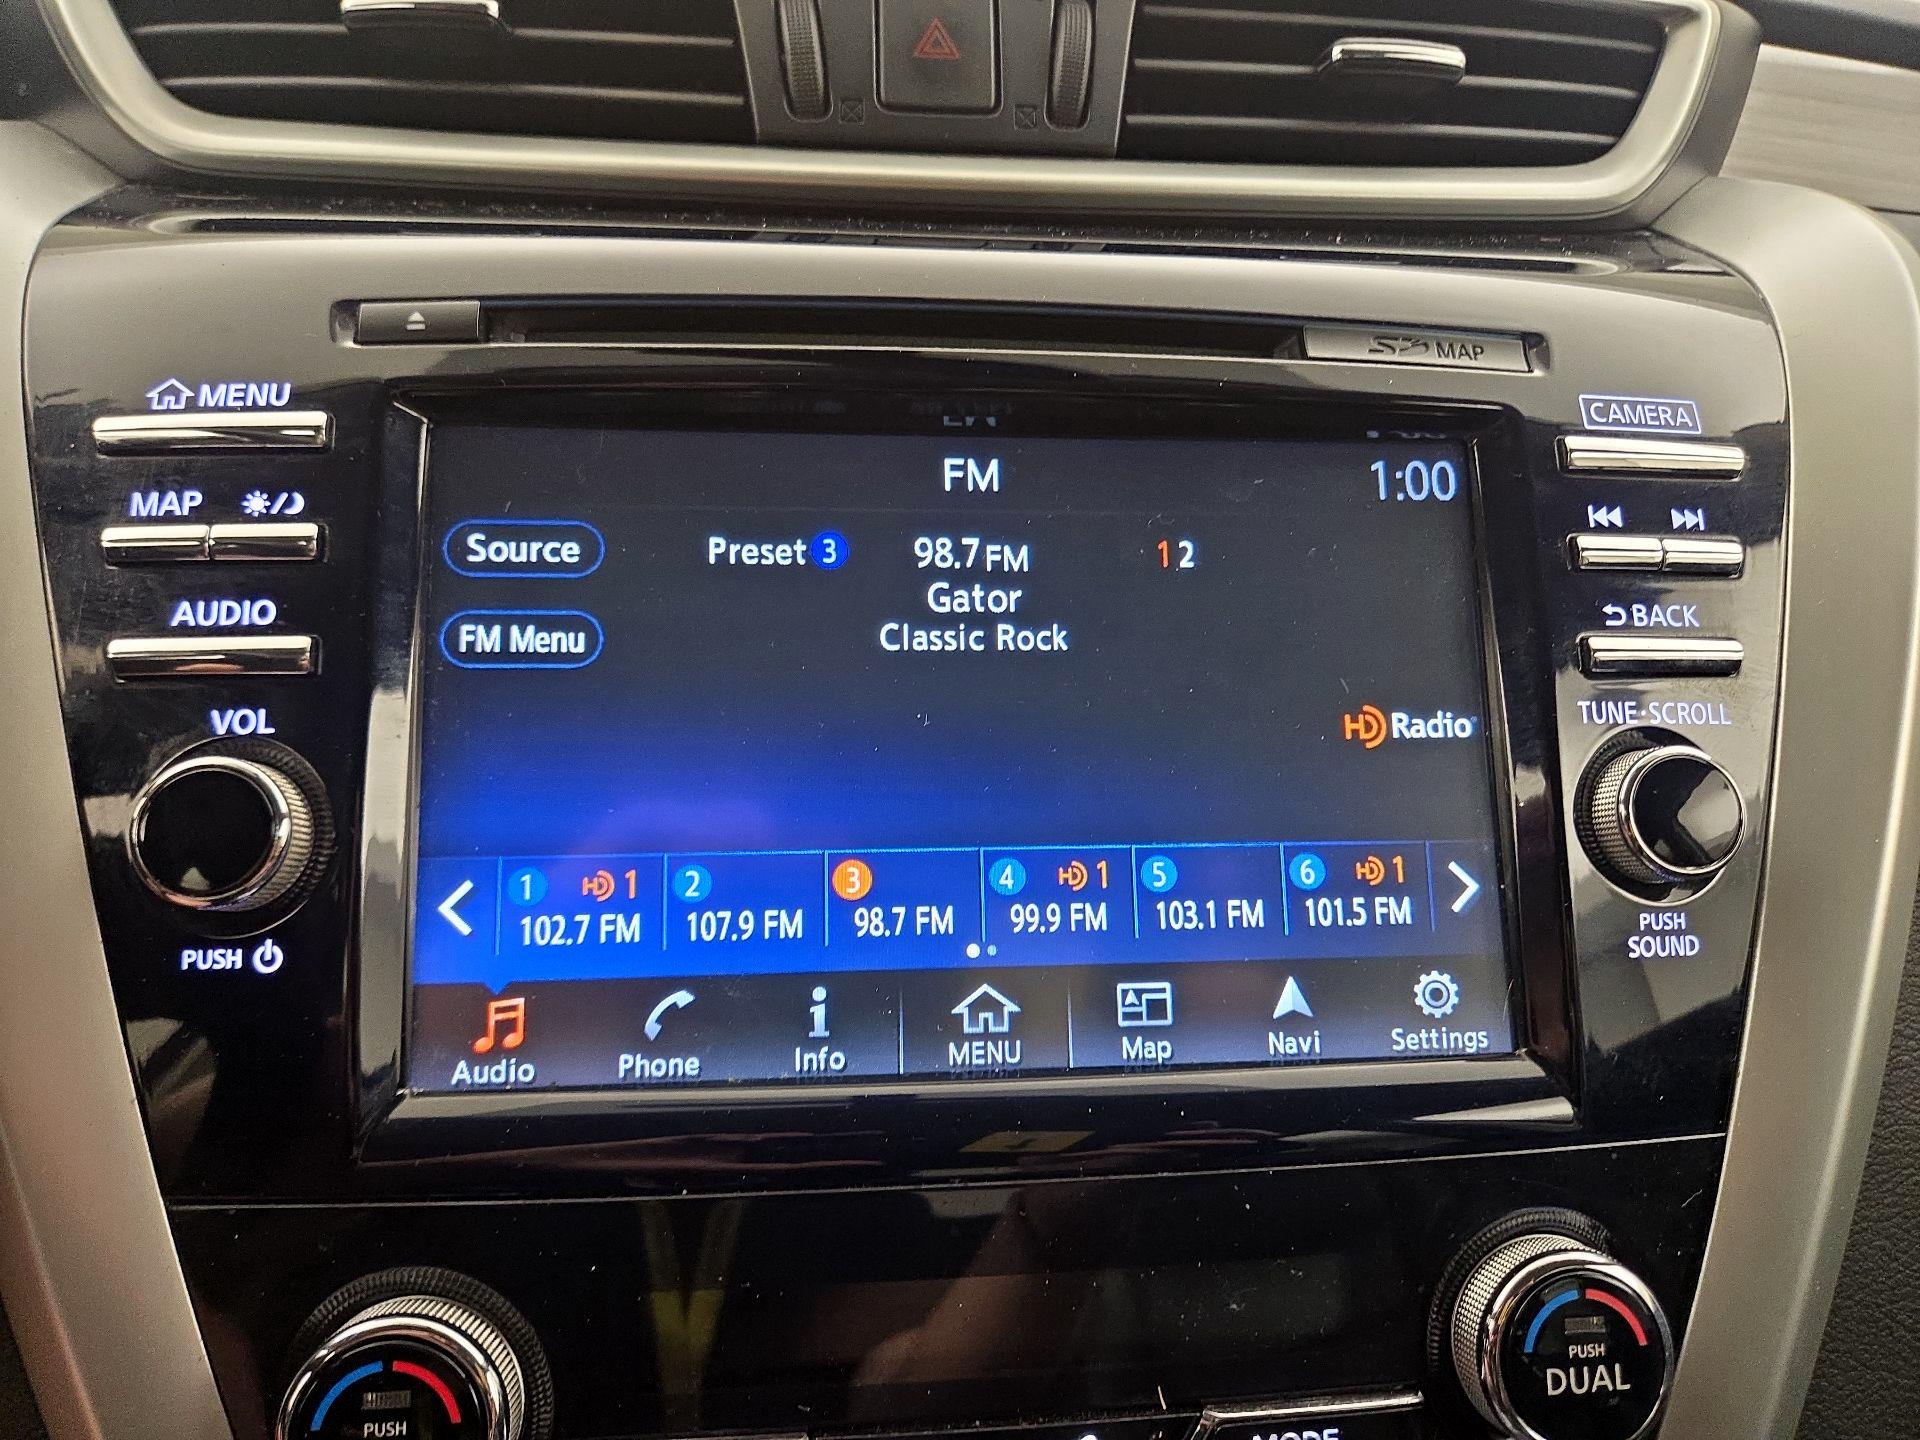 MAP
MENU
CAMERA
MAP
AUDIO
BACK
VOL
TUNE·SCROLL
PUSH
PUSH
SOUND
FM
1:00
Source
Preset 3
98.7 FM
1 2
Gator
FM Menu
Classic Rock
HD Radio
1 HD 1
2
3
4 HD 1
5
6 HD 1
102.7 FM
107.9 FM
98.7 FM
99.9 FM
103.1 FM
101.5 FM
Audio
Phone
Info
MENU
Map
Navi
Settings
PUSH
DUAL
PUSH
MODE